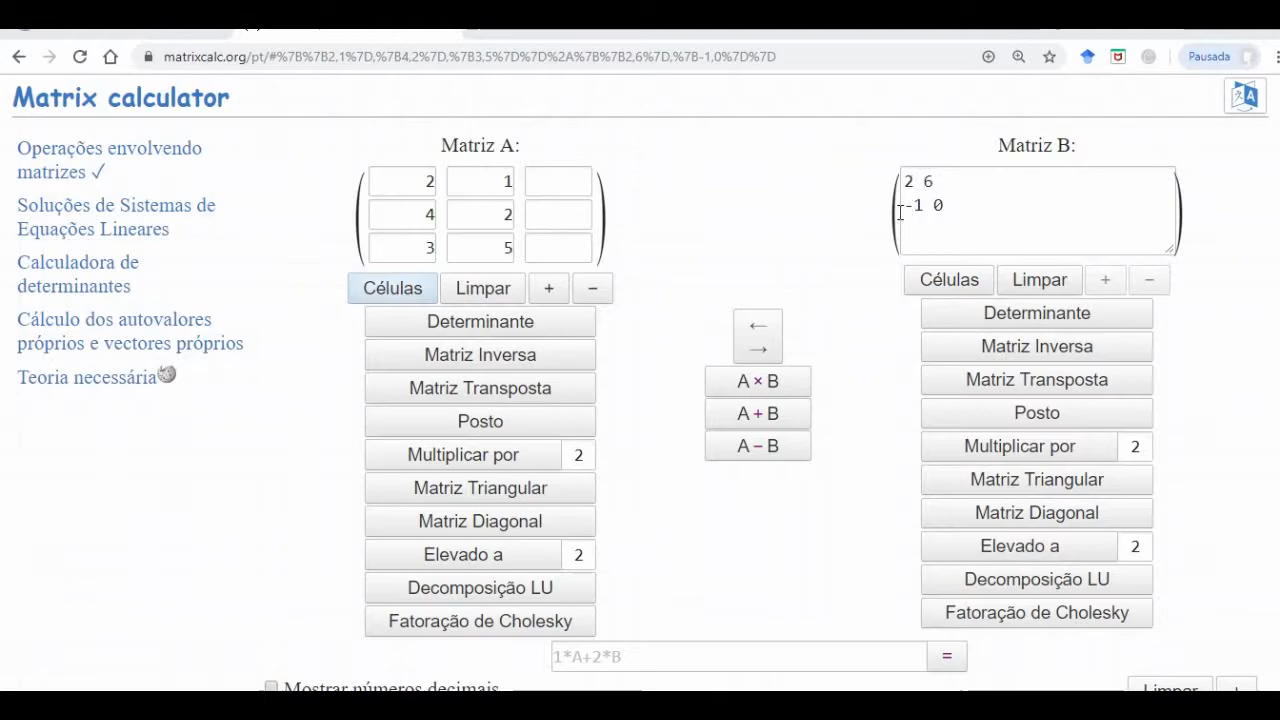 matrixcalc.org/pt/#%7B%7B2,1%7D,%7B4,2%7D,%7B3,5%7D%7D%2A%7B%7B2,6%7D,%7B-1,0%7D%7D
Pausada
Matrix calculator
Operações envolvendo
matrizes ✓
Soluções de Sistemas de
Equações Lineares
Calculadora de
determinantes
Cálculo dos autovalores
próprios e vectores próprios
Teoria necessária
Matriz A:
2 1
4 2
3 5
Células Limpar + −
Determinante
Matriz Inversa
Matriz Transposta
Posto
Multiplicar por 2
Matriz Triangular
Matriz Diagonal
Elevado a 2
Decomposição LU
Fatoração de Cholesky
←
→
A × B
A + B
A − B
Matriz B:
2 6
-1 0
Células Limpar + −
Determinante
Matriz Inversa
Matriz Transposta
Posto
Multiplicar por 2
Matriz Triangular
Matriz Diagonal
Elevado a 2
Decomposição LU
Fatoração de Cholesky
1*A+2*B =
Mostrar números decimais
Limpar +